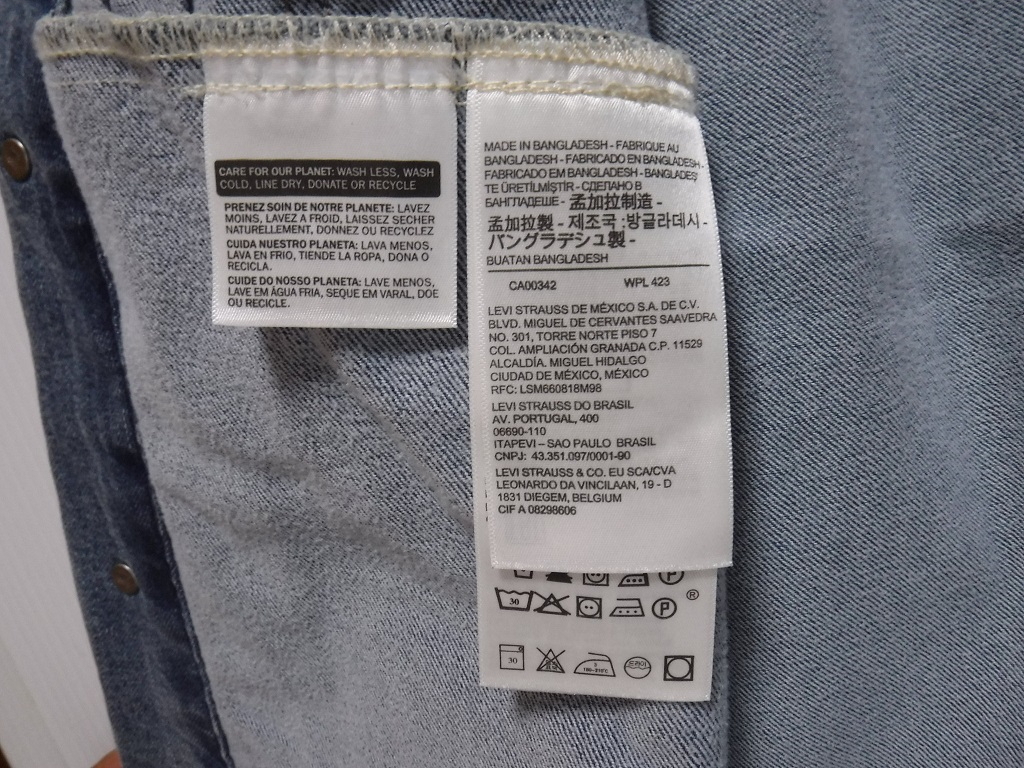 CARE FOR OUR PLANET: WASH LESS, WASH
COLD, LINE DRY, DONATE OR RECYCLE
PRENEZ SOIN DE NOTRE PLANETE: LAVEZ
MOINS, LAVEZ A FROID, LAISSEZ SECHER
NATURELLEMENT, DONNEZ OU RECYCLEZ
CUIDA NUESTRO PLANETA: LAVA MENOS,
LAVA EN FRIO, TIENDE LA ROPA, DONA O
RECICLA.
CUIDE DO NOSSO PLANETA: LAVE MENOS,
LAVE EM ÁGUA FRIA, SEQUE EM VARAL, DOE
OU RECICLE.
MADE IN BANGLADESH - FABRIQUE AU
BANGLADESH - FABRICADO EN BANGLADESH-
FABRICADO EM BANGLADESH - BANGLADEŞ
TE ÜRETİLMİŞTİR - СДЕЛАНО В
БАНГЛАДЕШЕ - 孟加拉制造 -
孟加拉製 - 제조국 :방글라데시 -
バングラデシュ製 -
BUATAN BANGLADESH
CA00342 WPL 423
LEVI STRAUSS DE MÉXICO S.A. DE C.V.
BLVD. MIGUEL DE CERVANTES SAAVEDRA
NO. 301, TORRE NORTE PISO 7
COL. AMPLIACIÓN GRANADA C.P. 11529
ALCALDÍA. MIGUEL HIDALGO
CIUDAD DE MÉXICO, MÉXICO
RFC: LSM660818M98
LEVI STRAUSS DO BRASIL
AV. PORTUGAL, 400
06690-110
ITAPEVI – SAO PAULO BRASIL
CNPJ: 43.351.097/0001-90
LEVI STRAUSS & CO. EU SCA/CVA
LEONARDO DA VINCILAAN, 19 - D
1831 DIEGEM, BELGIUM
CIF A 08298606
P
30 P ®
30